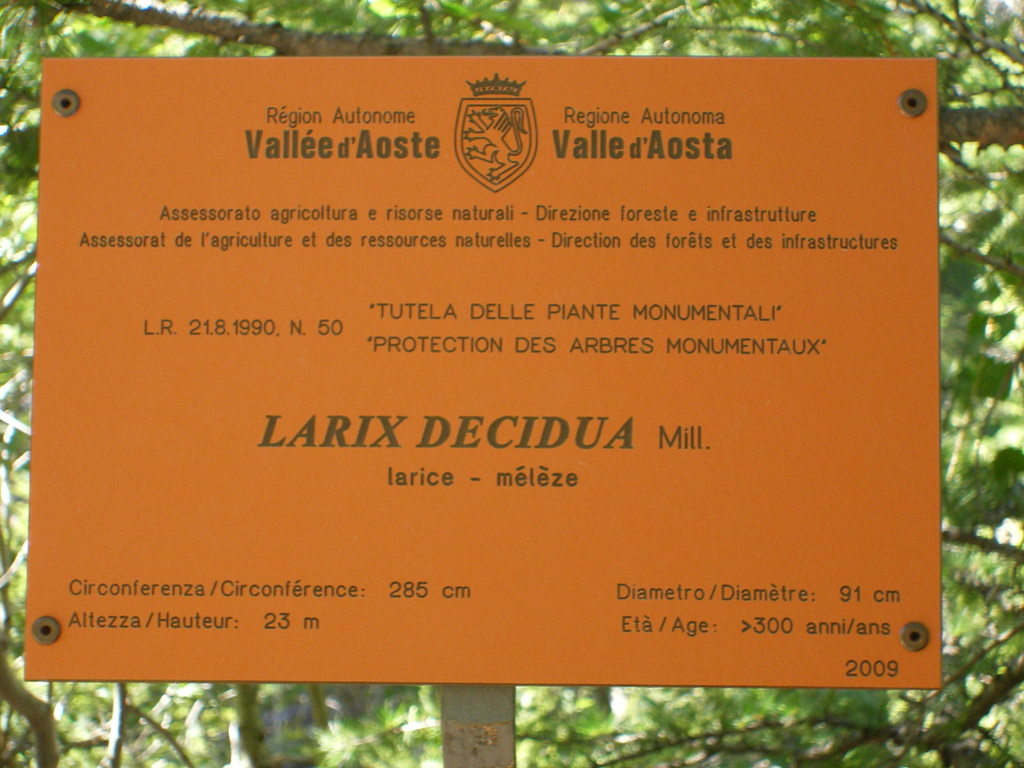 Région Autonome Regione Autonoma
Vallée d'Aoste Valle d'Aosta
Assessorato agricoltura e risorse naturali - Direzione foreste e infrastrutture
Assessorat de l'agriculture et des ressources naturelles - Direction des forêts et des infrastructures
"TUTELA DELLE PIANTE MONUMENTALI"
L.R. 21.8.1990, N. 50
"PROTECTION DES ARBRES MONUMENTAUX"
LARIX DECIDUA Mill.
larice - mélèze
Circonferenza/Circonférence: 285 cm Diametro/Diamètre: 91 cm
Altezza/Hauteur: 23 m Età/Age: >300 anni/ans
2009